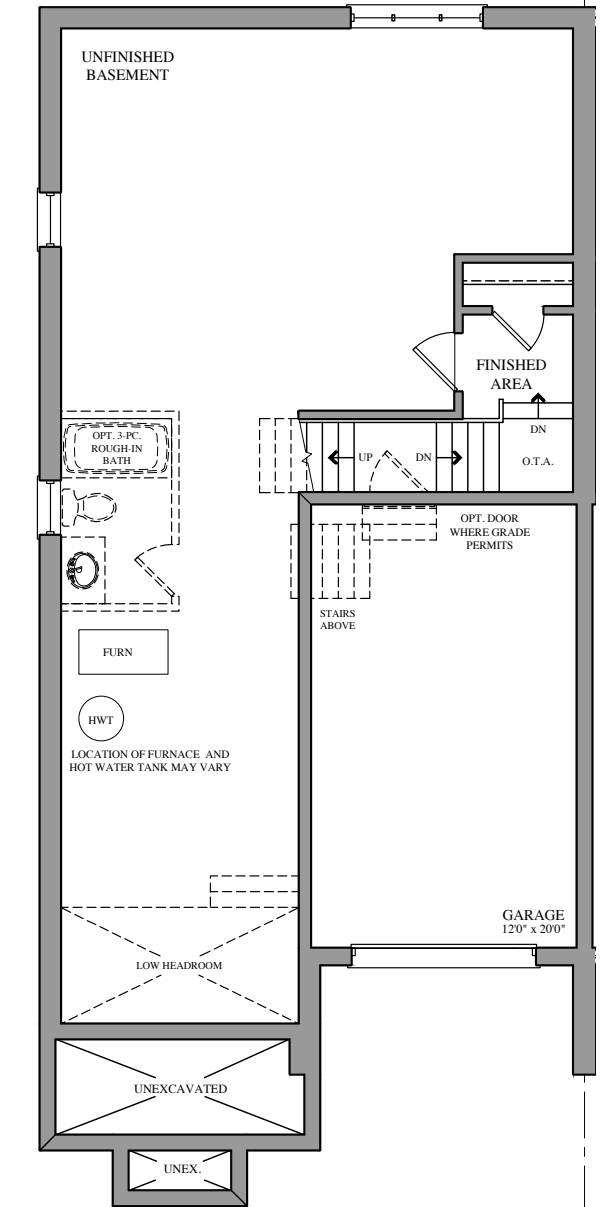 UNFINISHED
BASEMENT
FINISHED
AREA
OPT. 3-PC.
ROUGH-IN
BATH
UP
DN
DN
O.T.A.
OPT. DOOR
WHERE GRADE
PERMITS
STAIRS
ABOVE
FURN
HWT
LOCATION OF FURNACE AND
HOT WATER TANK MAY VARY
GARAGE
12'0" x 20'0"
LOW HEADROOM
UNEXCAVATED
UNEX.